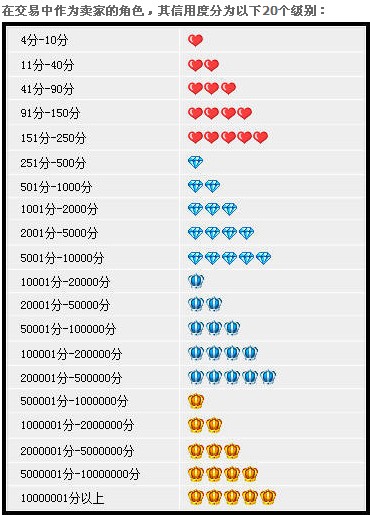 在交易中作为卖家的角色，其信用度分为以下20个级别：
4分-10分
11分-40分
41分-90分
91分-150分
151分-250分
251分-500分
501分-1000分
1001分-2000分
2001分-5000分
5001分-10000分
10001分-20000分
20001分-50000分
50001分-100000分
100001分-200000分
200001分-500000分
500001分-1000000分
1000001分-2000000分
2000001分-5000000分
5000001分-10000000分
10000001分以上